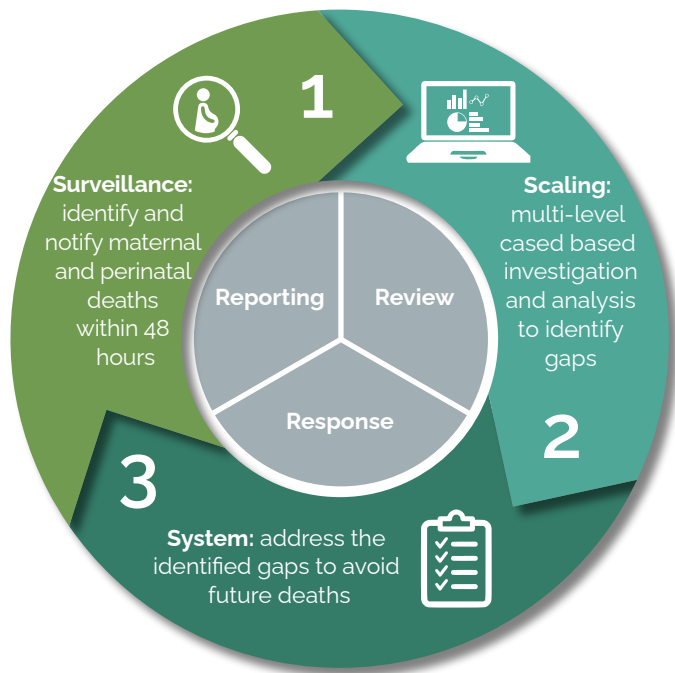 1
Surveillance:
identify and
notify maternal
and perinatal
deaths
within 48
hours
Scaling:
multi-level
cased based
investigation
and analysis
to identify
gaps
2
3
System: address the
identified gaps to avoid
future deaths
Reporting
Review
Response